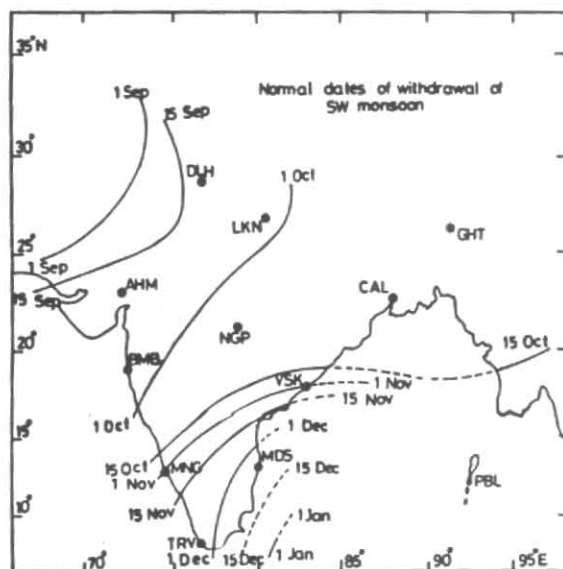 35°N
Normal dates of withdrawal of
SW monsoon
1 Sep
15 Sep
30°
DLH
1 Oct
LKN
GHT
25°
1 Sep
15 Sep
AHM
CAL
NGP
20°
BMB
15 Oct
VSK
1 Nov
15 Nov
1 Oct
1 Dec
15°
15 Oct
MNG
MDS
15 Dec
1 Nov
PBL
15 Nov
1 Jan
10°
TRV
1 Dec
15 Dec
1 Jan
70°
85°
90°
95°E